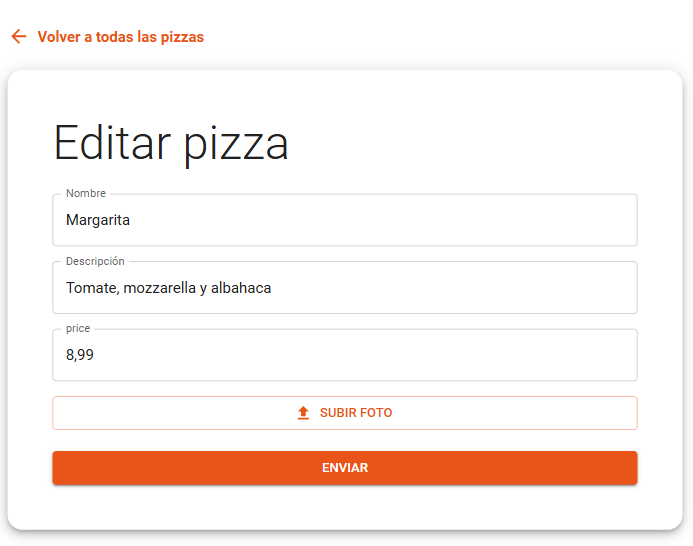 Volver a todas las pizzas
Editar pizza
Nombre
Margarita
Descripción
Tomate, mozzarella y albahaca
price
8,99
SUBIR FOTO
ENVIAR